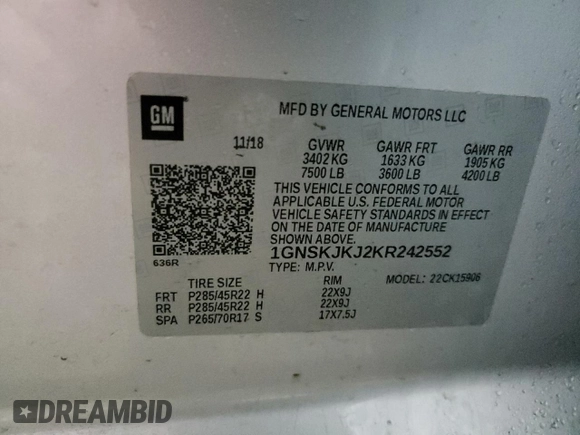 GM
MFD BY GENERAL MOTORS LLC
11/18 GVWR GAWR FRT GAWR RR
3402 KG 1633 KG 1905 KG
7500 LB 3600 LB 4200 LB
THIS VEHICLE CONFORMS TO ALL
APPLICABLE U.S. FEDERAL MOTOR
VEHICLE SAFETY STANDARDS IN EFFECT
ON THE DATE OF MANUFACTURE
SHOWN ABOVE.
636R
1GNSKJKJ2KR242552
TYPE: M.P.V. MODEL: 22CK15906
TIRE SIZE RIM
FRT P285/45R22 H 22X9J
RR P285/45R22 H 22X9J
SPA P265/70R17 S 17X7.5J
DREAMBID